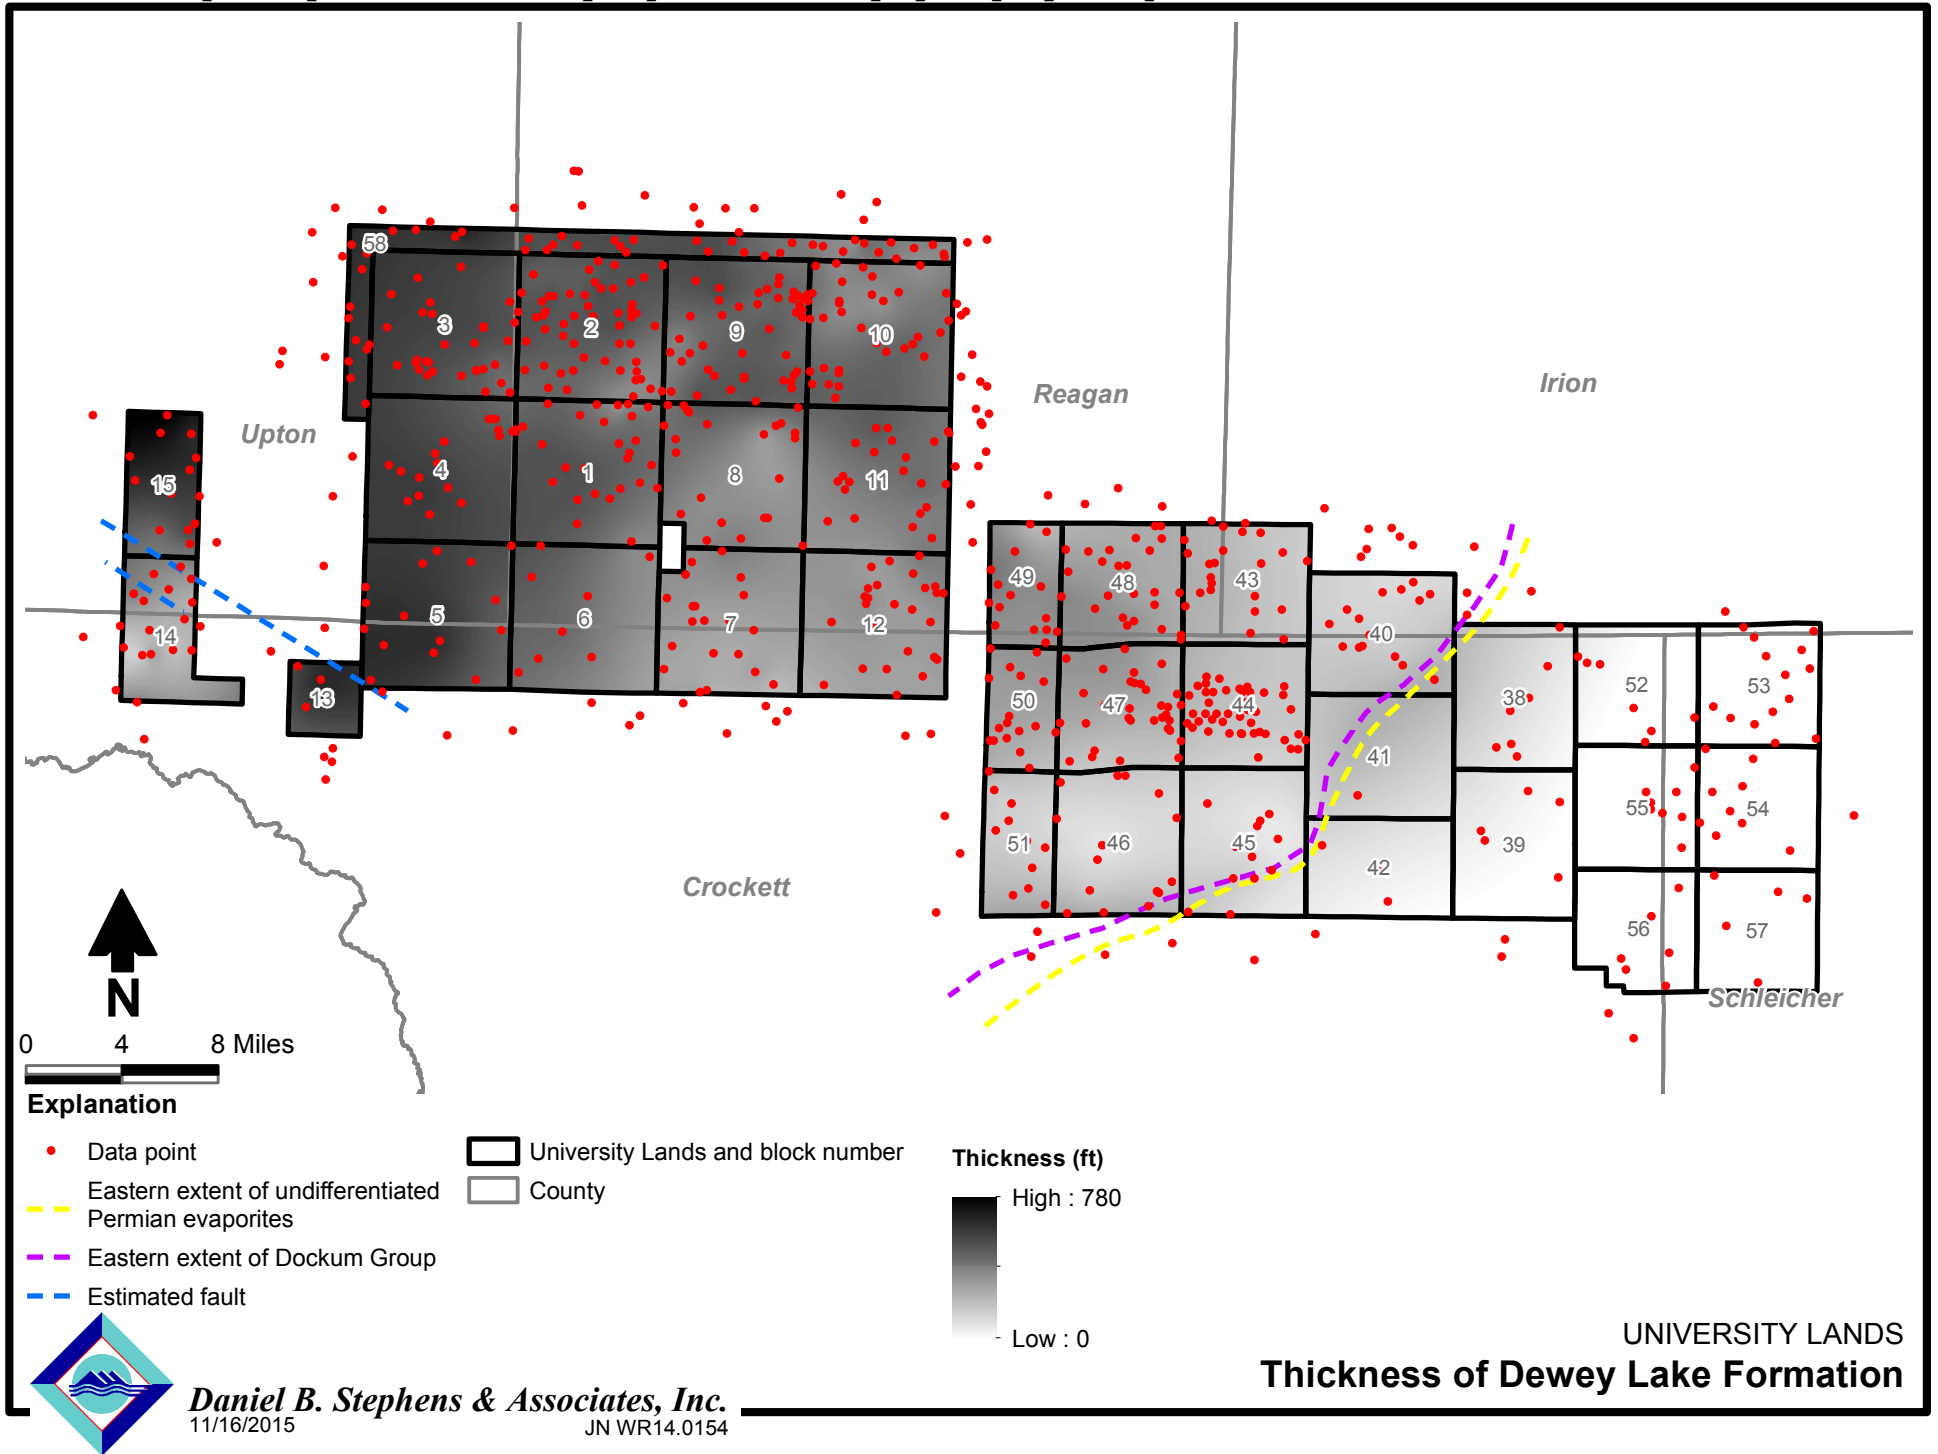 58
3
2
9
10
Upton
Reagan
Irion
15
4
1
8
11
14
5
6
7
12
13
49
48
43
40
50
47
44
41
38
52
53
51
46
45
42
39
55
54
56
57
Crockett
Schleicher
N
0 4 8 Miles
Explanation
Data point
Eastern extent of undifferentiated
Permian evaporites
Eastern extent of Dockum Group
Estimated fault
University Lands and block number
County
Thickness (ft)
High : 780
Low : 0
UNIVERSITY LANDS
Thickness of Dewey Lake Formation
Daniel B. Stephens & Associates, Inc.
11/16/2015 JN WR14.0154